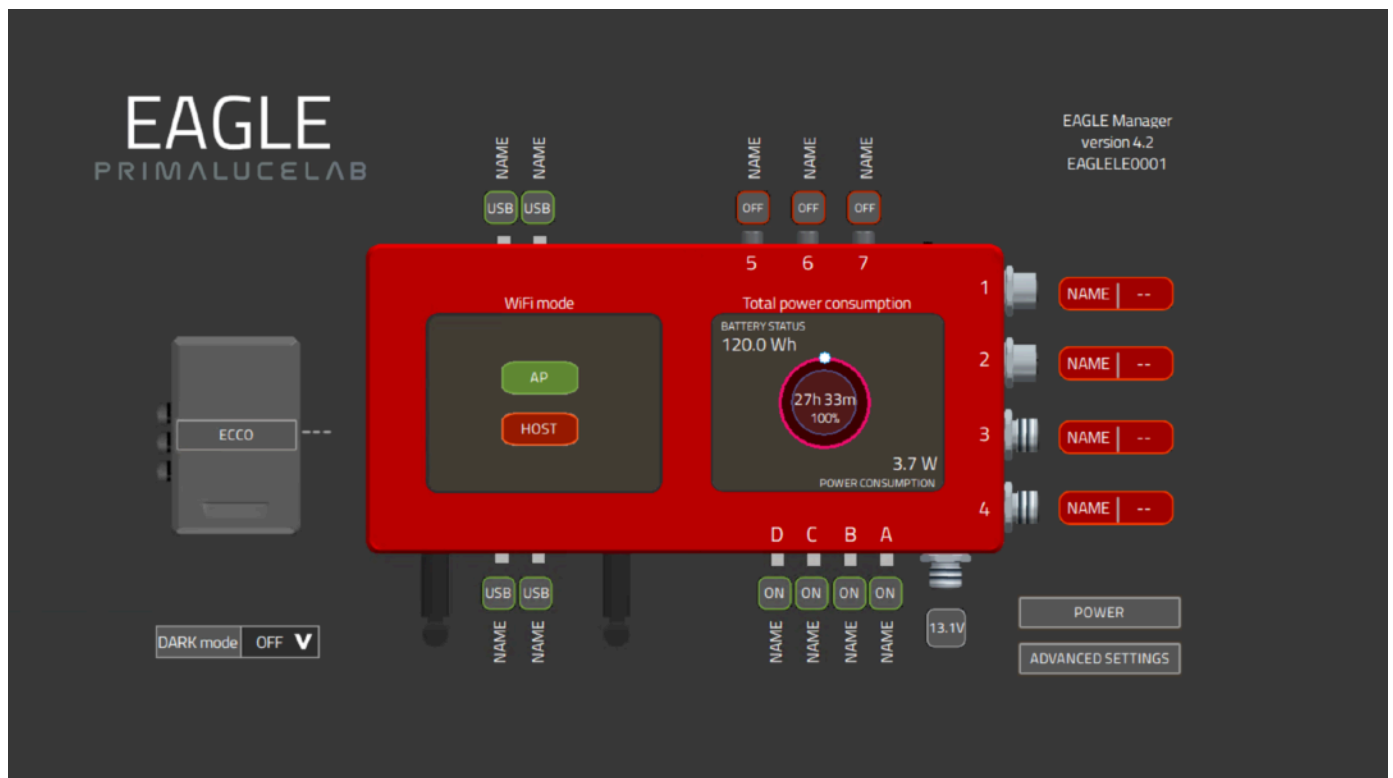 EAGLE
PRIMALUCELAB
EAGLE Manager
version 4.2
EAGLELE0001
NAME NAME
USB USB
NAME NAME NAME
OFF OFF OFF
5 6 7
WiFi mode
AP
HOST
Total power consumption
BATTERY STATUS
120.0 Wh
27h 33m
100%
3.7 W
POWER CONSUMPTION
1 NAME --
2 NAME --
3 NAME --
4 NAME --
ECCO ---
D C B A
USB USB
NAME NAME
ON ON ON ON
NAME NAME NAME NAME
13.1V
DARK mode OFF V
POWER
ADVANCED SETTINGS